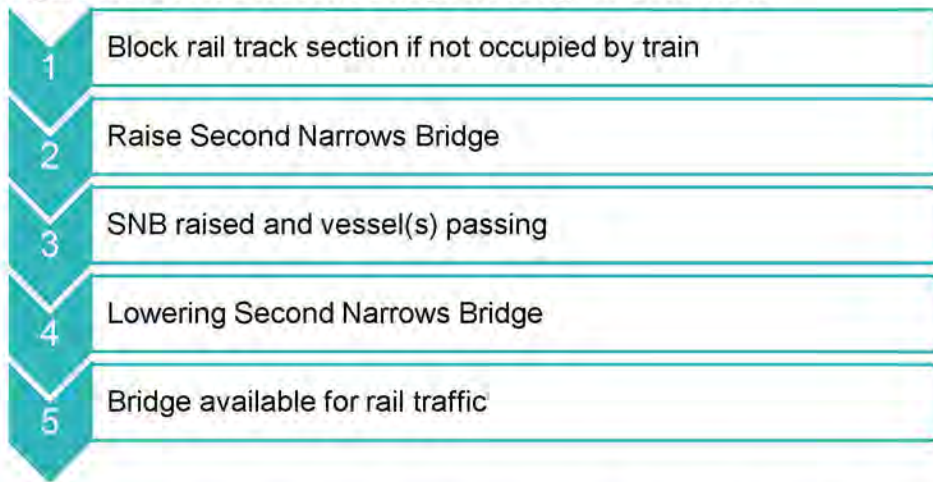 1
Block rail track section if not occupied by train
2
Raise Second Narrows Bridge
3
SNB raised and vessel(s) passing
4
Lowering Second Narrows Bridge
5
Bridge available for rail traffic